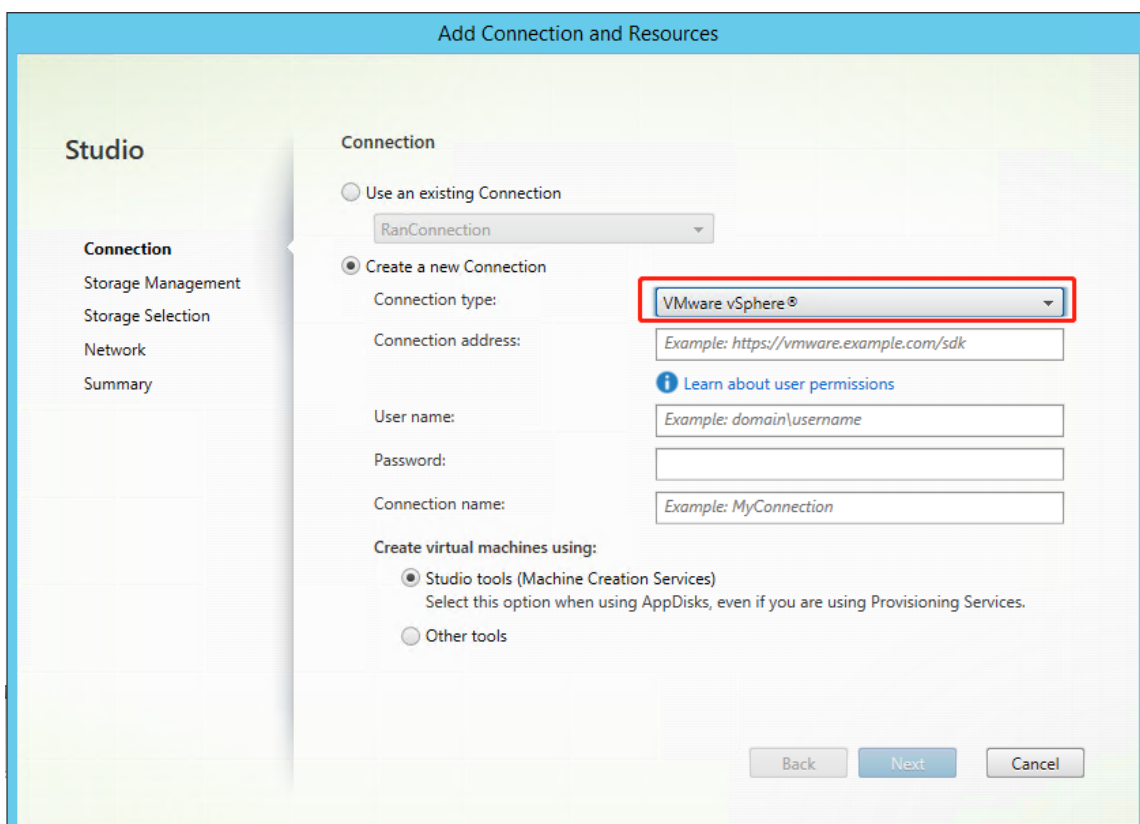 Add Connection and Resources
Studio
Connection
Storage Management
Storage Selection
Network
Summary
Connection
Use an existing Connection
RanConnection
Create a new Connection
Connection type:
VMware vSphere®
Connection address:
Example: https://vmware.example.com/sdk
Learn about user permissions
User name:
Example: domain\username
Password:
Connection name:
Example: MyConnection
Create virtual machines using:
Studio tools (Machine Creation Services)
Select this option when using AppDisks, even if you are using Provisioning Services.
Other tools
Back
Next
Cancel